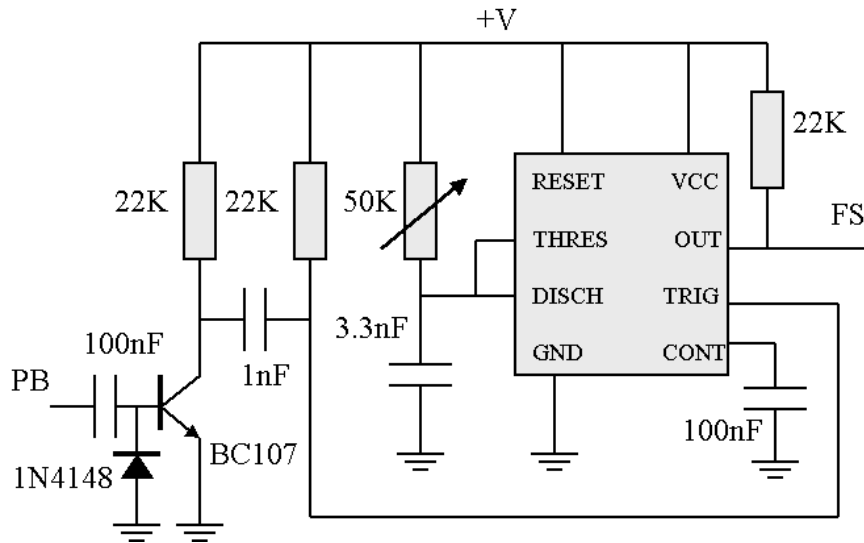 +V
22K
22K
50K
22K
RESET
VCC
FS
THRES
OUT
DISCH
TRIG
3.3nF
GND
CONT
100nF
1nF
PB
100nF
BC107
1N4148